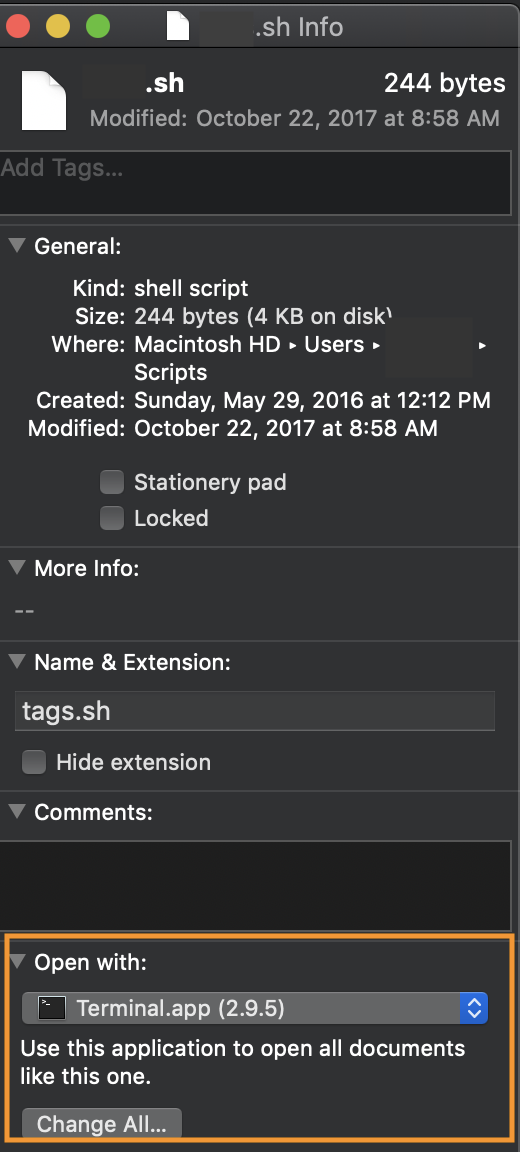 .sh Info
.sh 244 bytes
Modified: October 22, 2017 at 8:58 AM
Add Tags...
General:
Kind: shell script
Size: 244 bytes (4 KB on disk)
Where: Macintosh HD ▸ Users ▸ ▸
Scripts
Created: Sunday, May 29, 2016 at 12:12 PM
Modified: October 22, 2017 at 8:58 AM
Stationery pad
Locked
More Info:
--
Name & Extension:
tags.sh
Hide extension
Comments:
Open with:
Terminal.app (2.9.5)
Use this application to open all documents
like this one.
Change All...